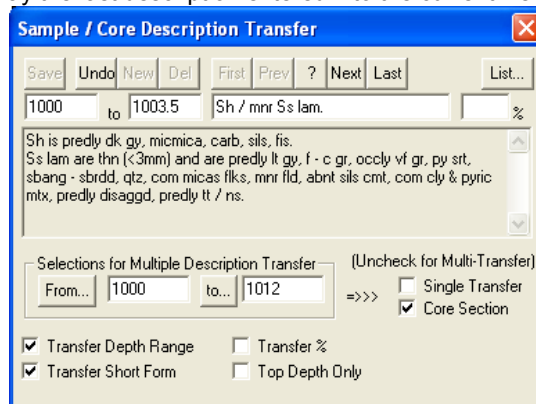 Sample / Core Description Transfer
Save Undo New Del First Prev ? Next Last List...
1000 to 1003.5 Sh / mnr Ss lam. %
Sh is predly dk gy, micmica, carb, sils, fis.
Ss lam are thn (<3mm) and are predly lt gy, f - c gr, occly vf gr, py srt,
sbang - sbrdd, qtz, com micas flks, mnr fld, abnt sils cmt, com cly & pyric
mtx, predly disaggd, predly tt / ns.
Selections for Multiple Description Transfer (Uncheck for Multi-Transfer)
From... 1000 to... 1012 =>>> Single Transfer
Core Section
Transfer Depth Range Transfer %
Transfer Short Form Top Depth Only